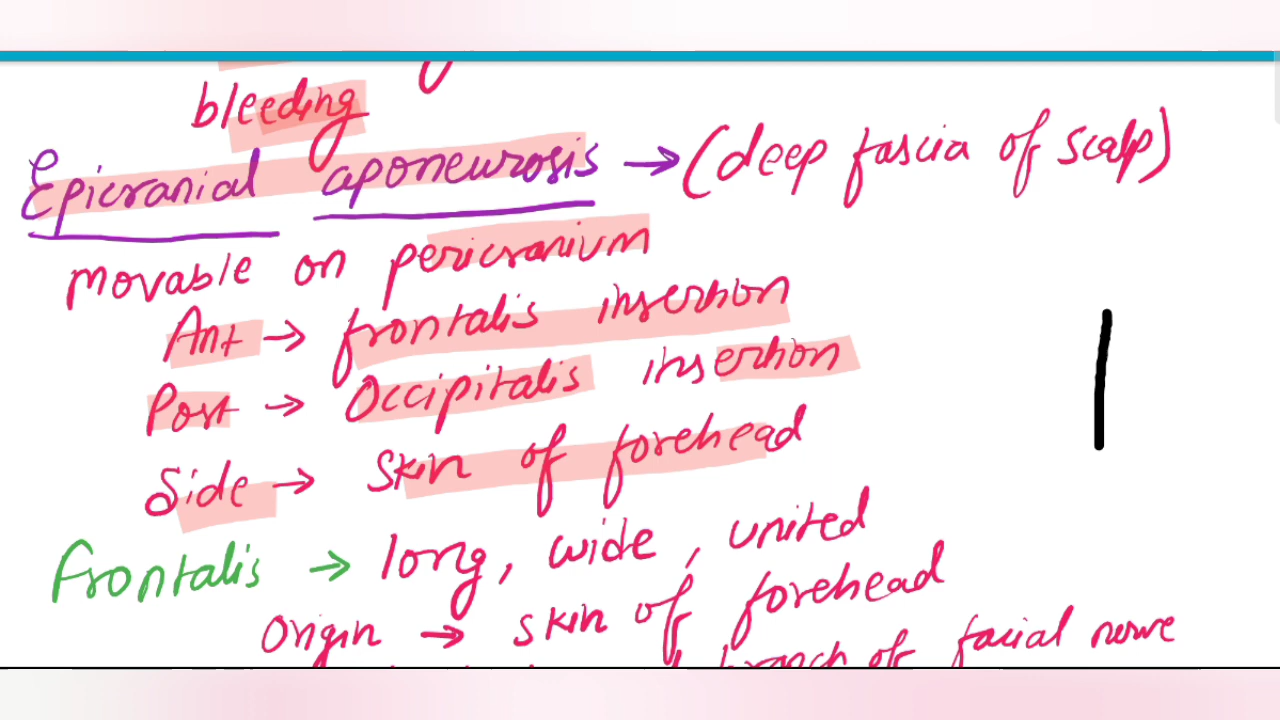 bleeding
Epicranial aponeurosis → (deep fascia of scalp)
Movable on pericranium
Ant → frontalis insertion
Post → Occipitalis insertion
Side → Skin of forehead
Frontalis → long, wide, united
Origin → skin of forehead
branch of facial nerve